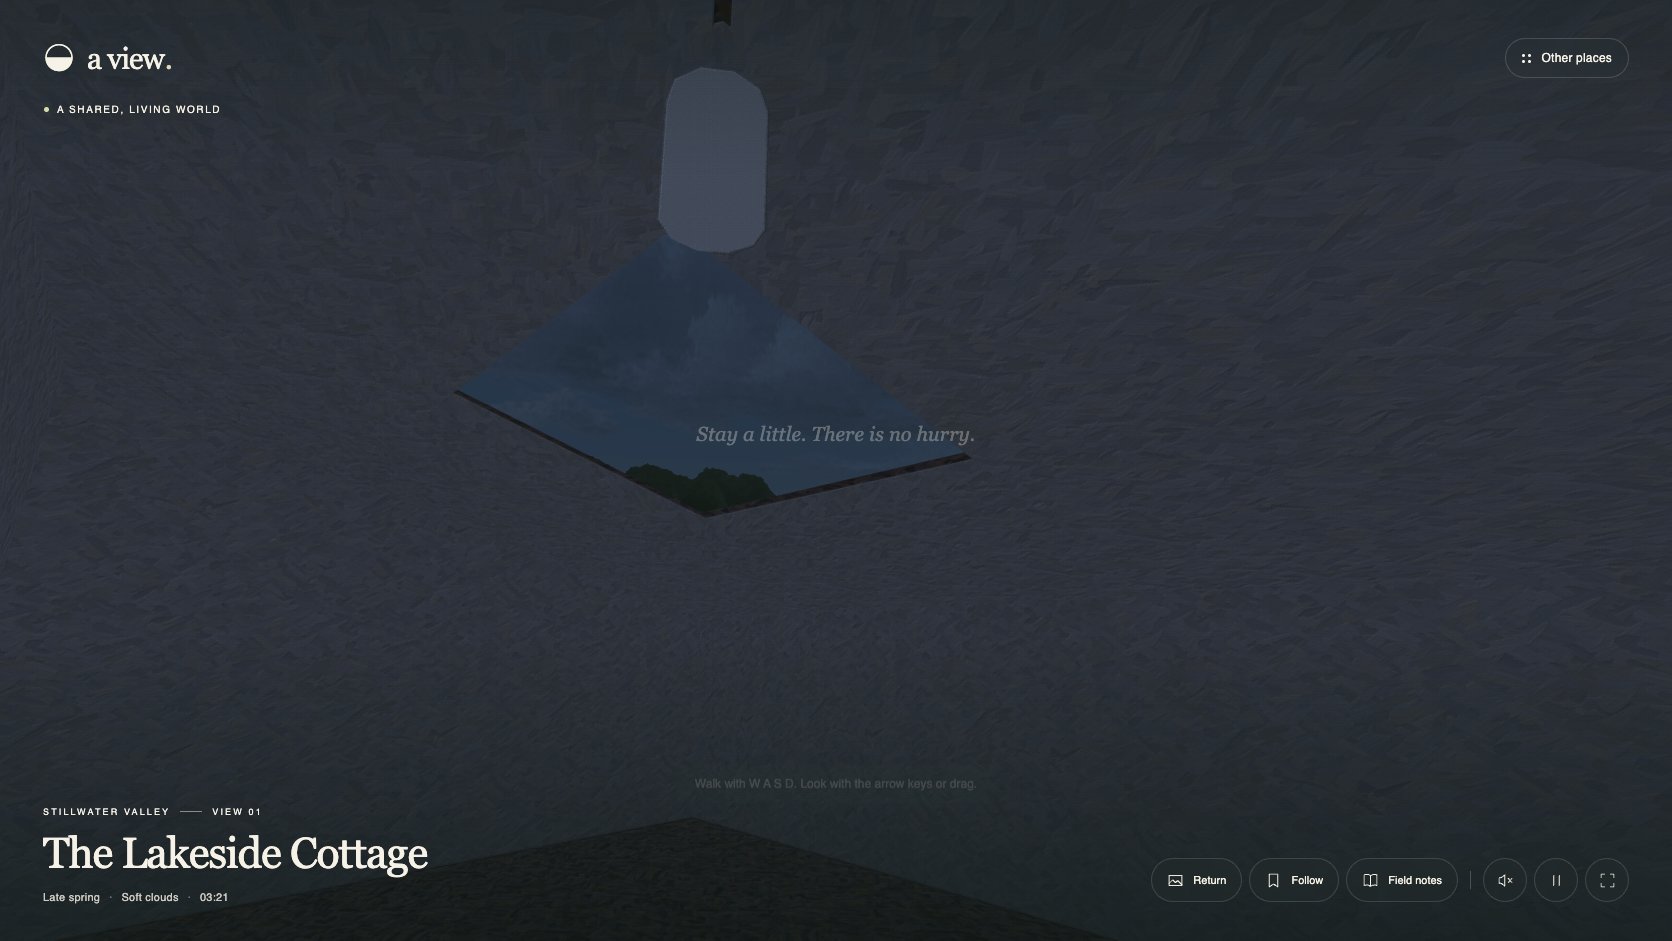 a view.
Other places
A SHARED, LIVING WORLD
Stay a little. There is no hurry.
Walk with W A S D. Look with the arrow keys or drag.
STILLWATER VALLEY — VIEW 01
The Lakeside Cottage
Late spring · Soft clouds · 03:21
Return
Follow
Field notes